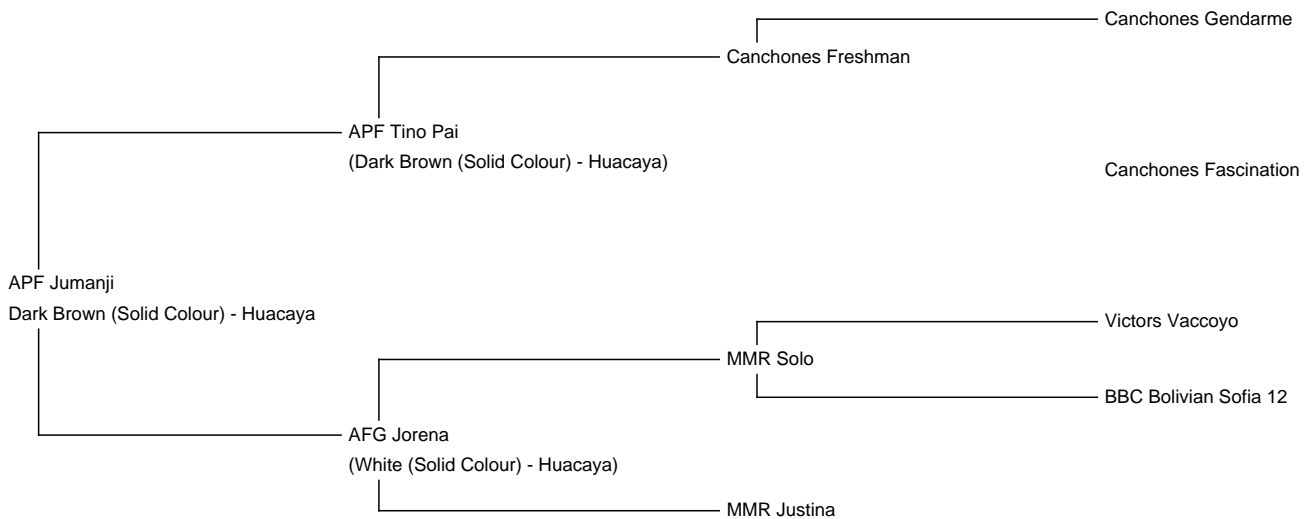 Canchones Gendarme
Canchones Freshman
APF Tino Pai
(Dark Brown (Solid Colour) - Huacaya)
Canchones Fascination
APF Jumanji
Dark Brown (Solid Colour) - Huacaya
Victors Vaccoyo
MMR Solo
BBC Bolivian Sofia 12
AFG Jorena
(White (Solid Colour) - Huacaya)
MMR Justina